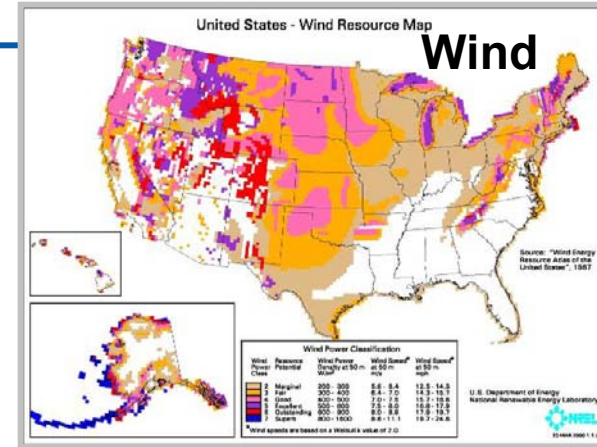 United States - Wind Resource Map
Wind
Source: "Wind Energy
Resource Atlas of the
United States", 1987
Wind Power Classification
Wind Power Class Resource Potential Wind Power Density at 50 m W/m² Wind Speedᵃ at 50 m m/s Wind Speedᵃ at 50 m mph
2 Marginal 200 - 300 5.6 - 6.4 12.5 - 14.3
3 Fair 300 - 400 6.4 - 7.0 14.3 - 15.7
4 Good 400 - 500 7.0 - 7.5 15.7 - 16.8
5 Excellent 500 - 600 7.5 - 8.0 16.8 - 17.9
6 Outstanding 600 - 800 8.0 - 8.8 17.9 - 19.7
7 Superb 800 - 1600 8.8 - 11.1 19.7 - 24.8
ᵃWind speeds are based on a Weibull k value of 2.0
U.S. Department of Energy
National Renewable Energy Laboratory
NREL